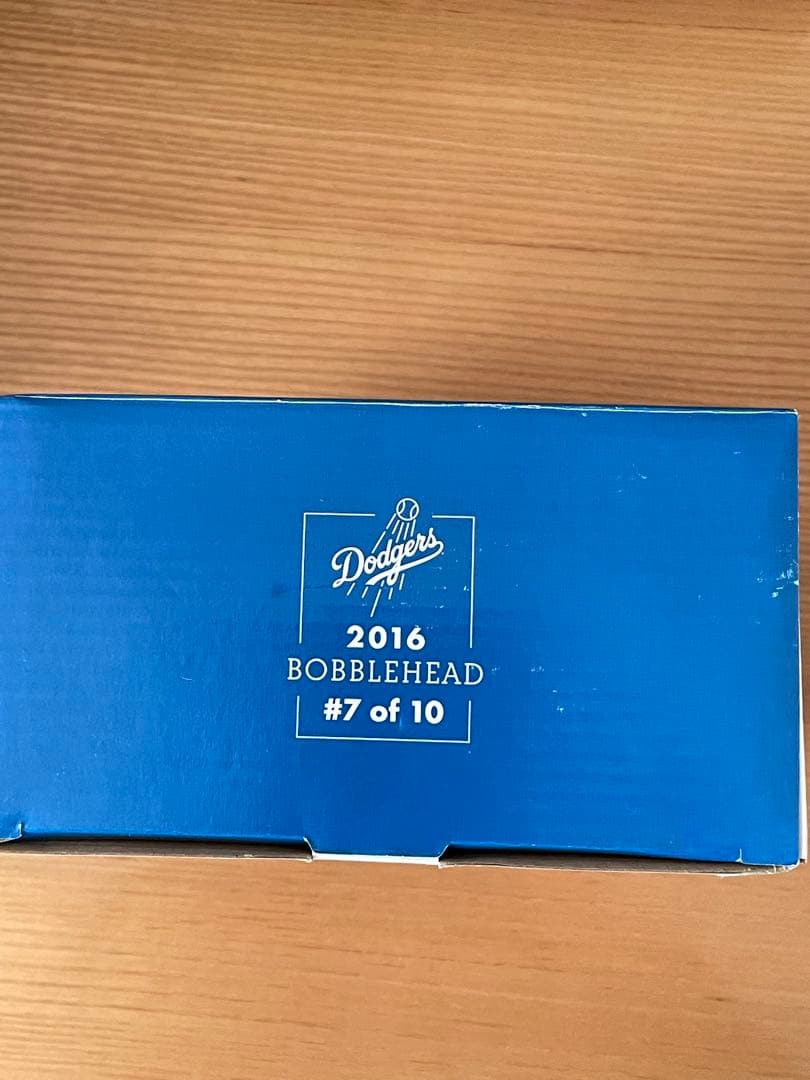 Dodgers
2016
BOBBLEHEAD
#7 of 10